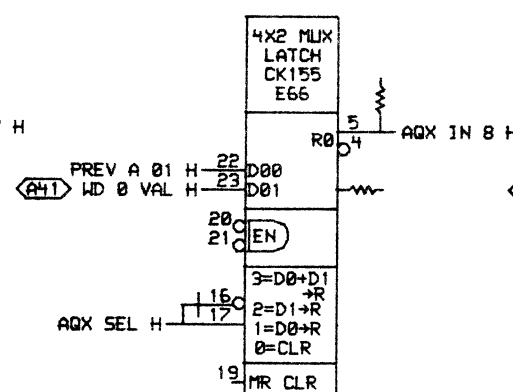 4X2 MUX
LATCH
CK155
E66
H
5
R0
4
AQX IN 8 H
PREV A 01 H 22 D00
A41 WD 0 VAL H 23 D01
20
21 EN
16
AQX SEL H 17
3=D0+D1
→R
2=D1→R
1=D0→R
0=CLR
19 MR CLR